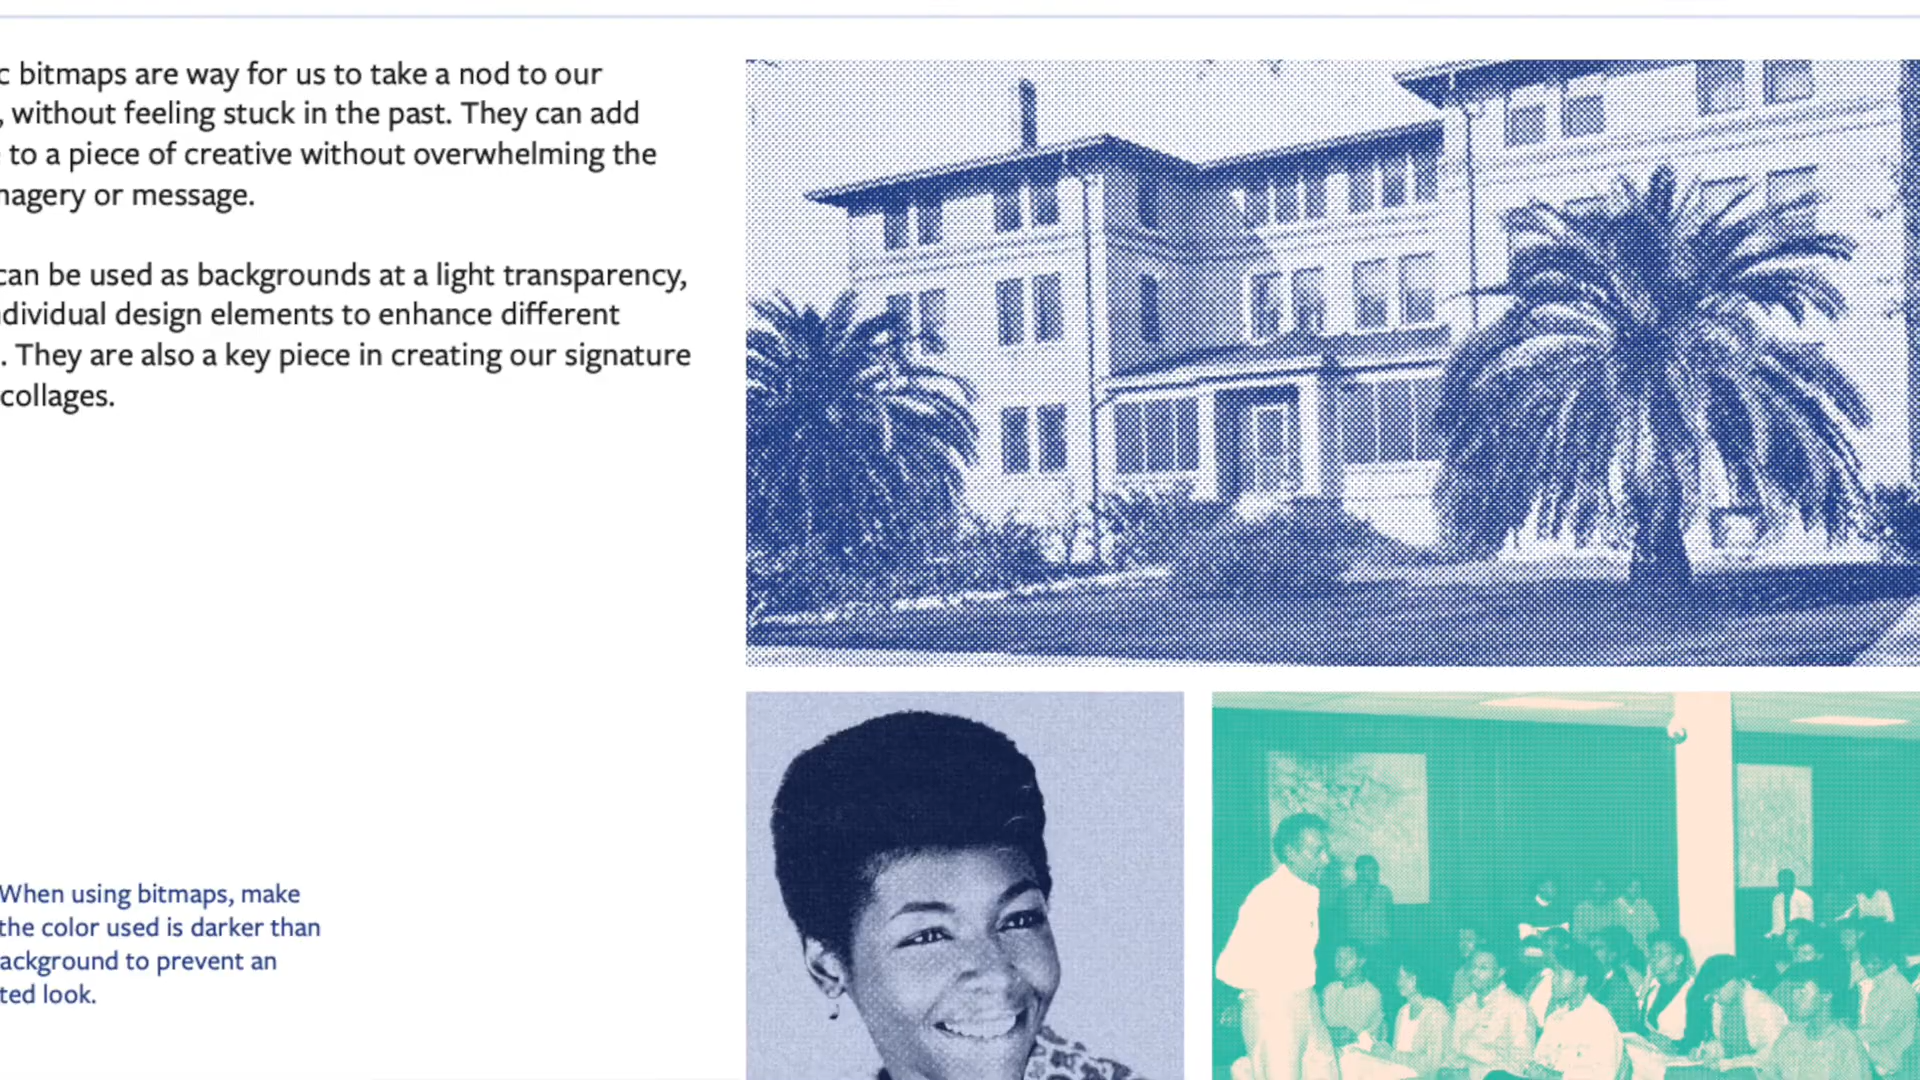 c bitmaps are way for us to take a nod to our
, without feeling stuck in the past. They can add
to a piece of creative without overwhelming the
magery or message.
can be used as backgrounds at a light transparency,
dividual design elements to enhance different
. They are also a key piece in creating our signature
collages.
When using bitmaps, make
the color used is darker than
ackground to prevent an
ted look.